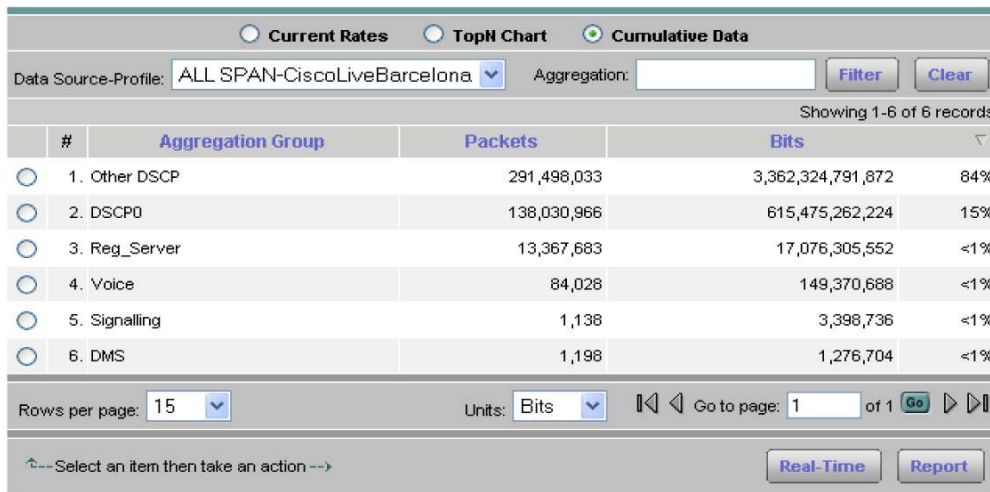 Current Rates TopN Chart Cumulative Data
Data Source-Profile: ALL SPAN-CiscoLiveBarcelona Aggregation: Filter Clear
Showing 1-6 of 6 records
# Aggregation Group Packets Bits
1. Other DSCP 291,498,033 3,362,324,791,872 84%
2. DSCP0 138,030,966 615,475,262,224 15%
3. Reg_Server 13,367,683 17,076,305,552 <1%
4. Voice 84,028 149,370,688 <1%
5. Signalling 1,138 3,398,736 <1%
6. DMS 1,198 1,276,704 <1%
Rows per page: 15 Units: Bits Go to page: 1 of 1 Go
Select an item then take an action Real-Time Report